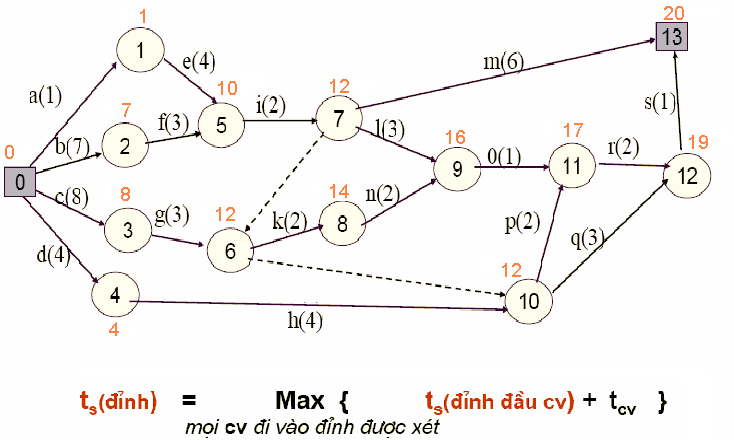 20
13
1
1
m(6)
e(4)
a(1)
10
5
i(2)
12
7
s(1)
7
2
f(3)
b(7)
l(3)
16
9
0(1)
17
11
r(2)
19
12
0
0
c(8)
8
3
g(3)
12
6
k(2)
14
8
n(2)
p(2)
q(3)
d(4)
4
4
h(4)
12
10
ts(đỉnh) = Max { ts(đỉnh đầu cv) + tcv }
mọi cv đi vào đỉnh được xét